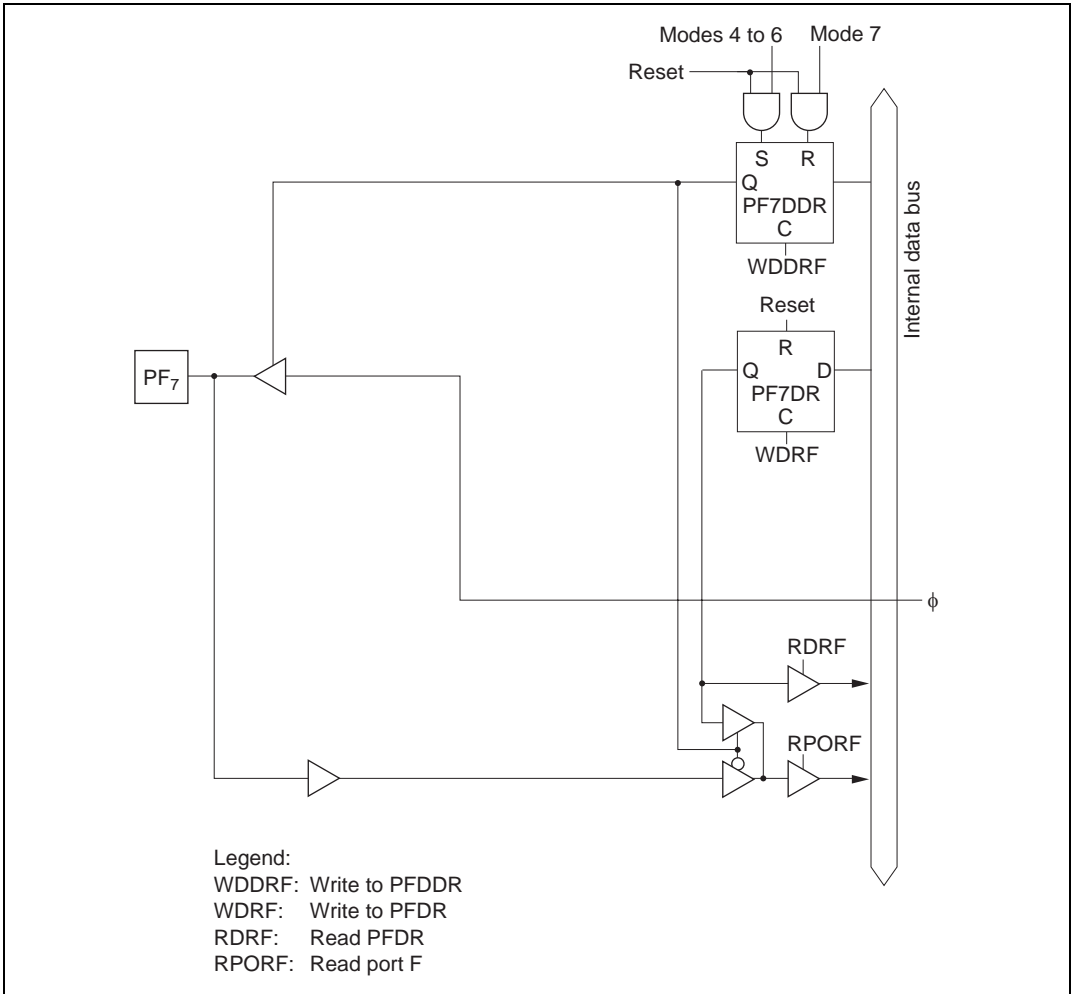 Modes 4 to 6 Mode 7
Reset
S R
Q
PF7DDR
C
WDDRF
Internal data bus
Reset
R
Q D
PF7DR
C
WDRF
PF7
ϕ
RDRF
RPORF
Legend:
WDDRF: Write to PFDDR
WDRF: Write to PFDR
RDRF: Read PFDR
RPORF: Read port F